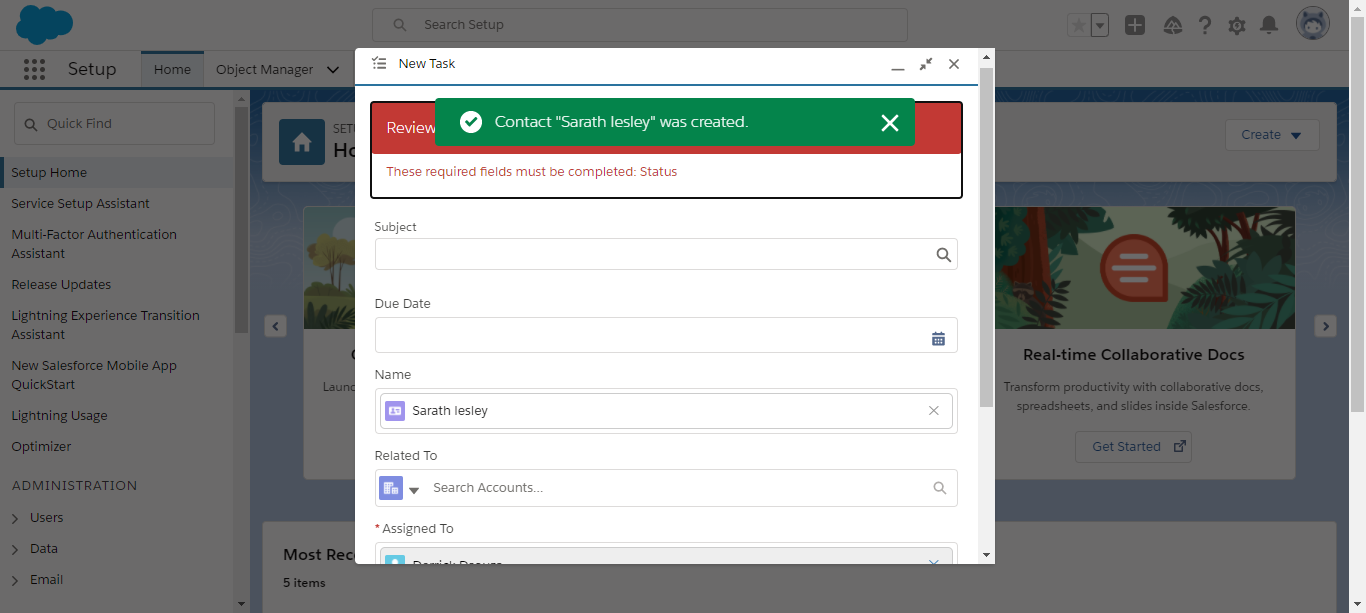 Search Setup
Setup
Home
Object Manager
New Task
Quick Find
Setup Home
Service Setup Assistant
Multi-Factor Authentication
Assistant
Release Updates
Lightning Experience Transition
Assistant
New Salesforce Mobile App
QuickStart
Lightning Usage
Optimizer
ADMINISTRATION
Users
Data
Email
SETU
Ho
Create
Review
Contact "Sarath lesley" was created.
These required fields must be completed: Status
Subject
Due Date
Name
Sarath lesley
Related To
Search Accounts...
*Assigned To
Launc
Real-time Collaborative Docs
Transform productivity with collaborative docs,
spreadsheets, and slides inside Salesforce.
Get Started
Most Rece
5 items